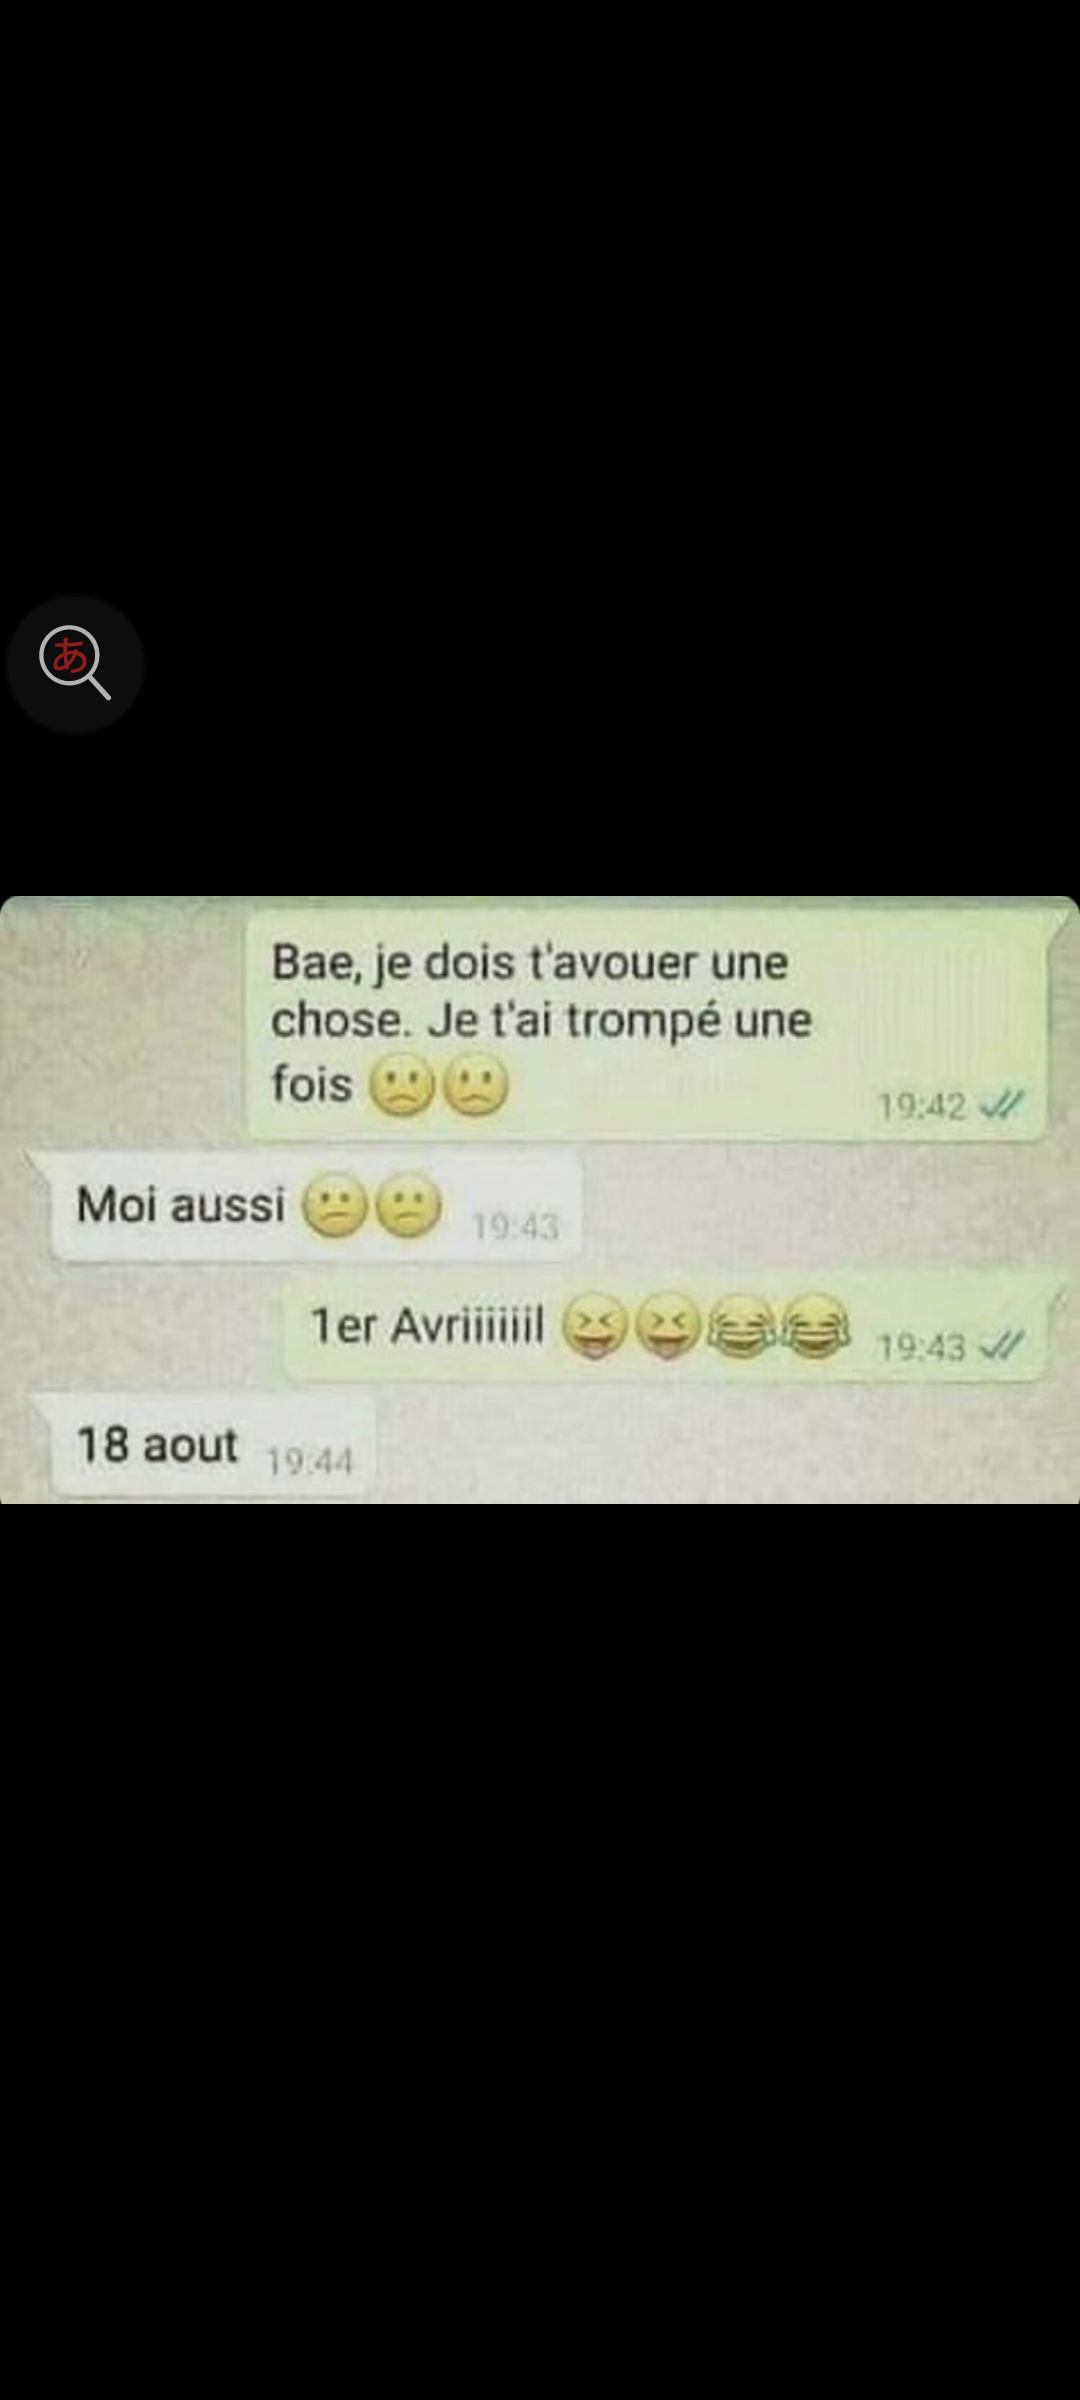 あ
Bae, je dois t'avouer une
chose. Je t'ai trompé une
fois 🙁🙁
19:42
Moi aussi 😕😕 19:43
1er Avriiiiiiil 😝😝😂😂 19:43
18 aout 19:44